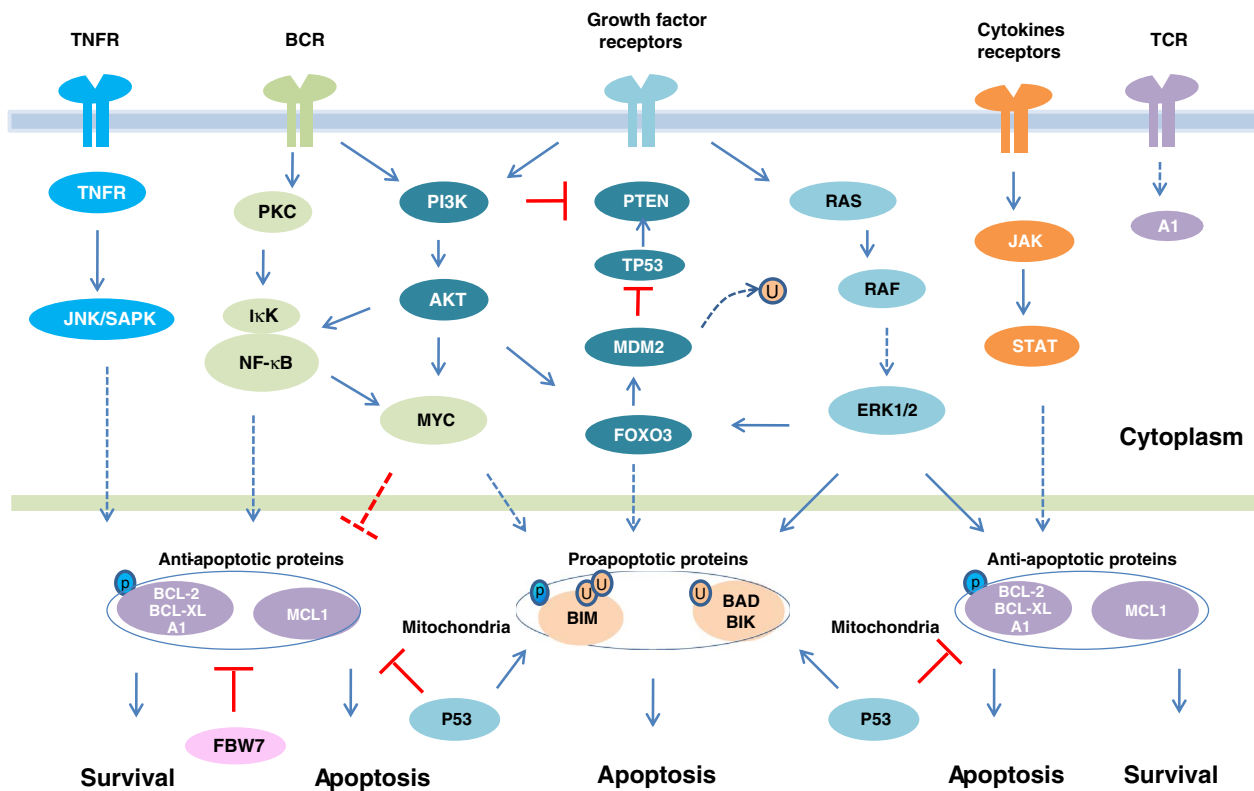 TNFR
BCR
Growth factor
receptors
Cytokines
receptors
TCR
TNFR
PKC
PI3K
PTEN
RAS
A1
JAK
TP53
RAF
U
AKT
JNK/SAPK
IκK
NF-κB
MDM2
STAT
MYC
FOXO3
ERK1/2
Cytoplasm
Anti-apoptotic proteins
Pro-apoptotic proteins
Anti-apoptotic proteins
p
BCL-2
BCL-XL
A1
MCL1
p
U
U
BIM
U
BAD
BIK
p
BCL-2
BCL-XL
A1
MCL1
Mitochondria
Mitochondria
P53
P53
FBW7
Survival
Apoptosis
Apoptosis
Apoptosis
Survival